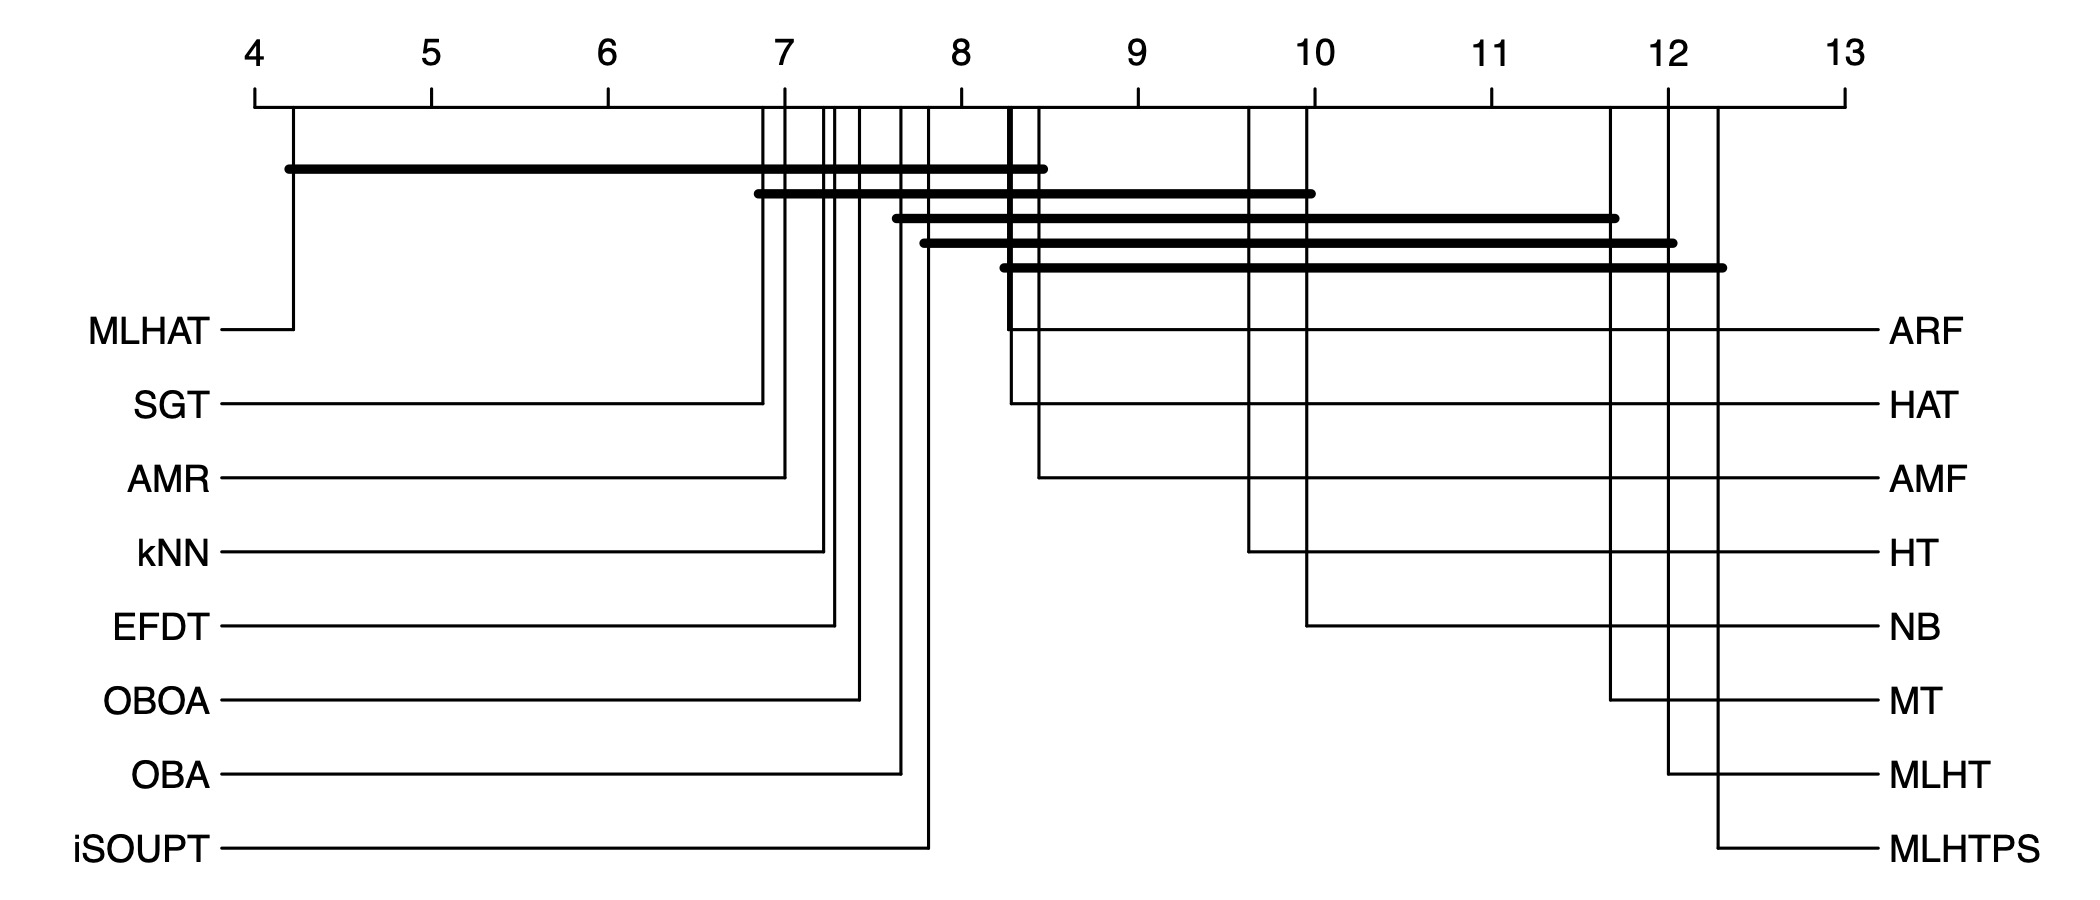 4 5 6 7 8 9 10 11 12 13
MLHAT ARF
SGT HAT
AMR AMF
kNN HT
EFDT NB
OBOA MT
OBA MLHT
iSOUPT MLHTPS